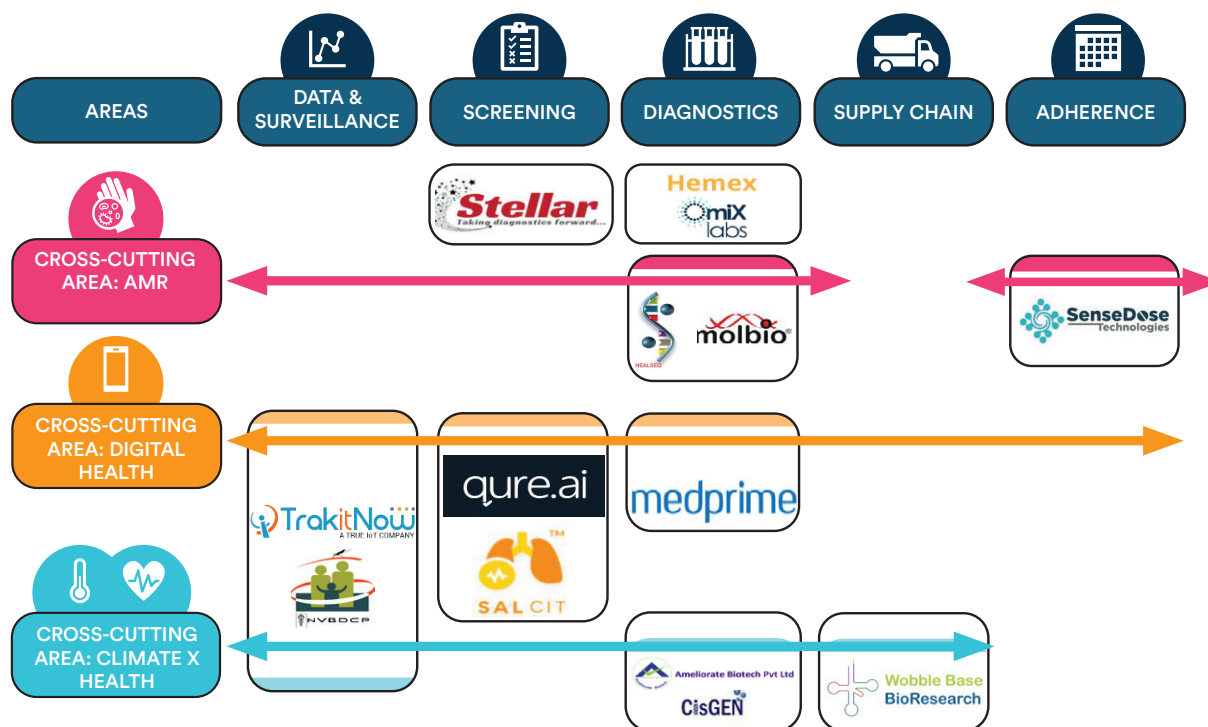 AREAS
DATA &
SURVEILLANCE
SCREENING
DIAGNOSTICS
SUPPLY CHAIN
ADHERENCE
Stellar
Taking diagnostics forward...
Hemex
OmiX
labs
CROSS-CUTTING
AREA: AMR
HEALSEQ
molbio®
SenseDose
Technologies
CROSS-CUTTING
AREA: DIGITAL
HEALTH
TrakitNow
A TRUE IoT COMPANY
NVBDCP
qure.ai
TM
SALCIT
medprime
CROSS-CUTTING
AREA: CLIMATE X
HEALTH
Ameliorate Biotech Pvt Ltd
CisGEN
Wobble Base
BioResearch